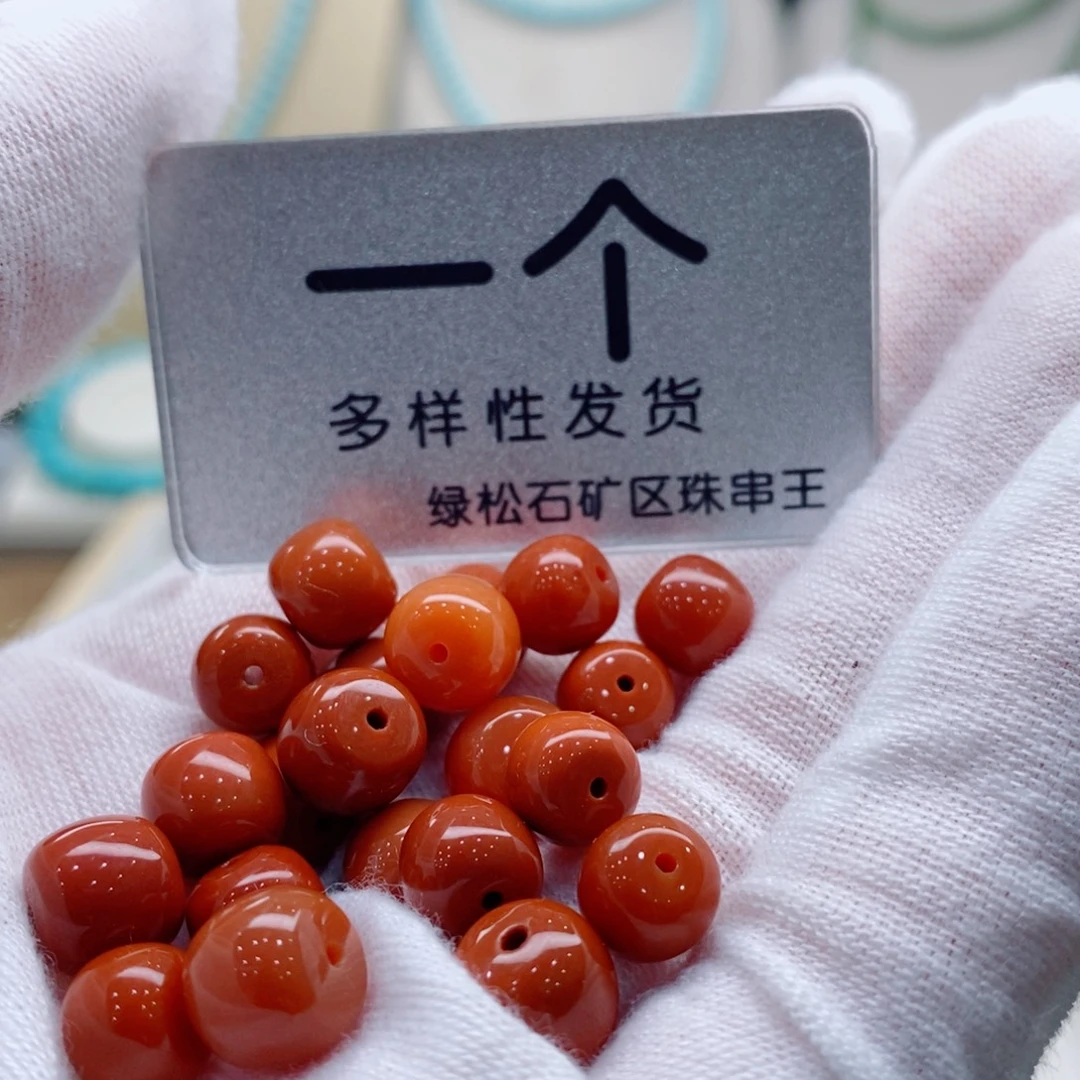 一个
多样性发货
绿松石矿区珠串王